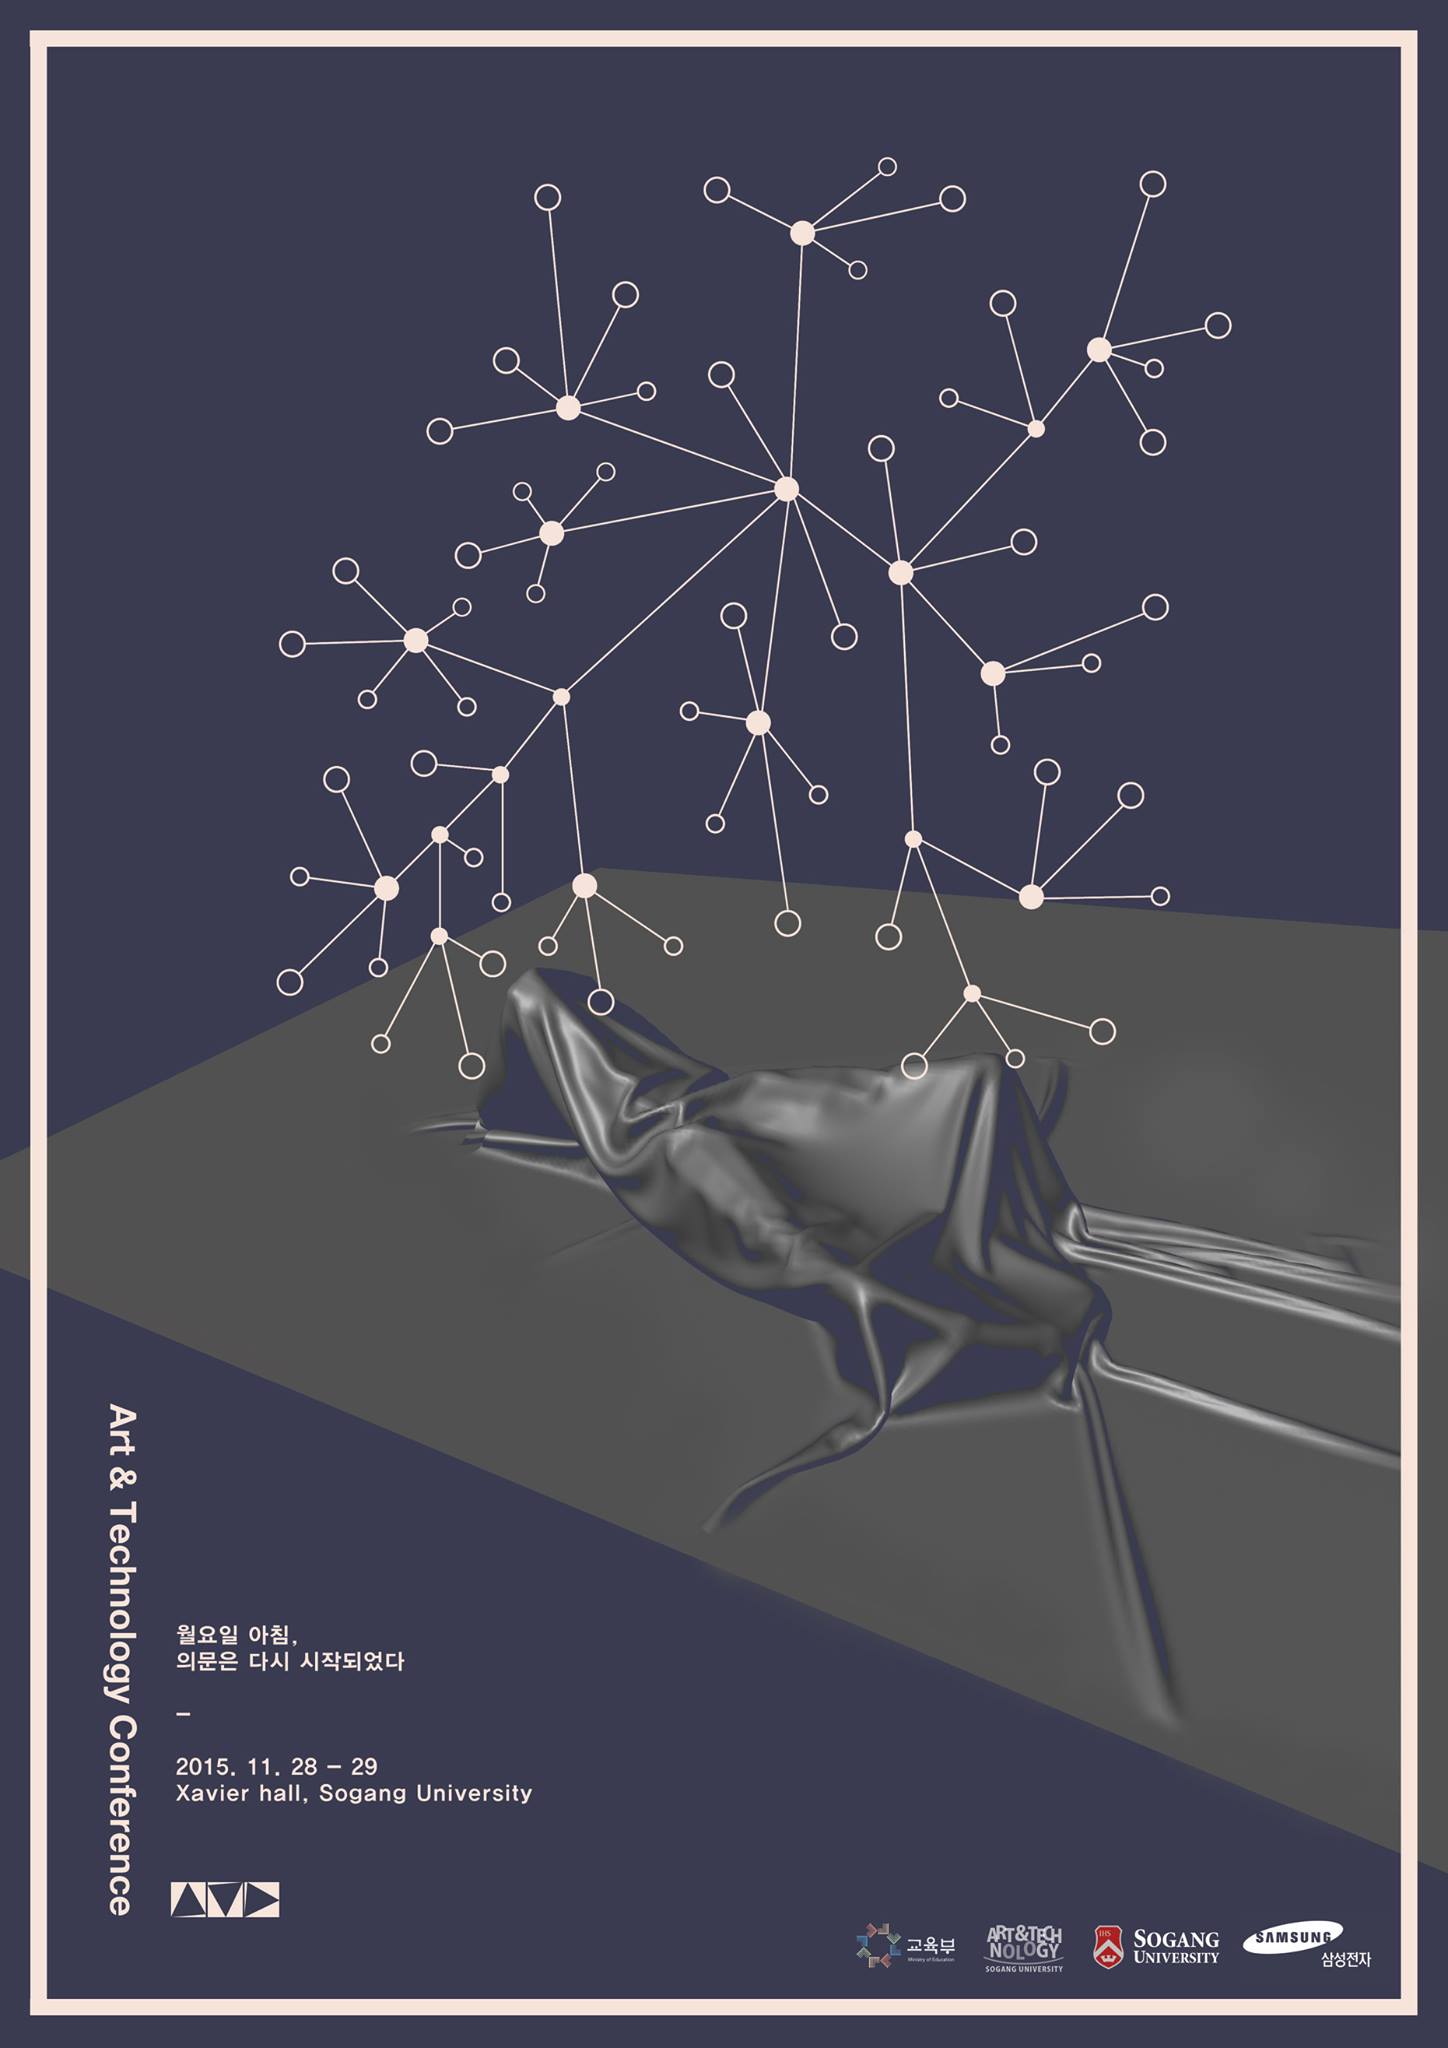 Art & Technology Conference
월요일 아침,
의문은 다시 시작되었다
–
2015. 11. 28 – 29
Xavier hall, Sogang University
교육부
Ministry of Education
ART&TECH
NOLOGY
SOGANG UNIVERSITY
IHS
SOGANG
UNIVERSITY
SAMSUNG
삼성전자